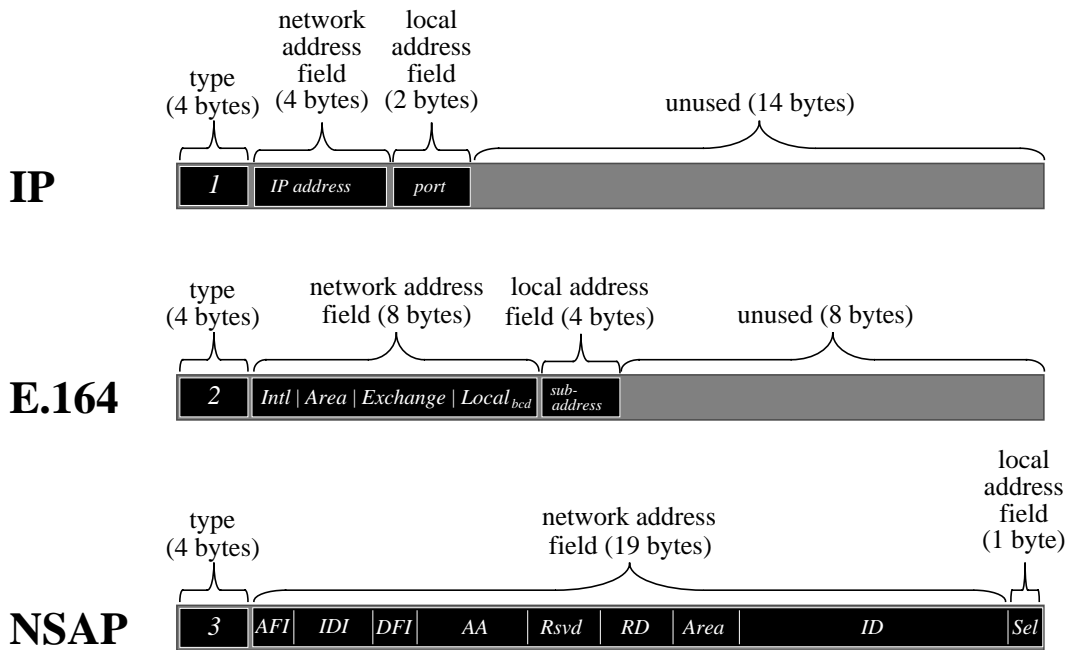 network
address
field
(4 bytes)
local
address
field
(2 bytes)
type
(4 bytes)
unused (14 bytes)
IP
1
IP address
port
type
(4 bytes)
network address
field (8 bytes)
local address
field (4 bytes)
unused (8 bytes)
E.164
2
Intl | Area | Exchange | Local bcd
sub-
address
type
(4 bytes)
network address
field (19 bytes)
local
address
field
(1 byte)
NSAP
3
AFI
IDI
DFI
AA
Rsvd
RD
Area
ID
Sel